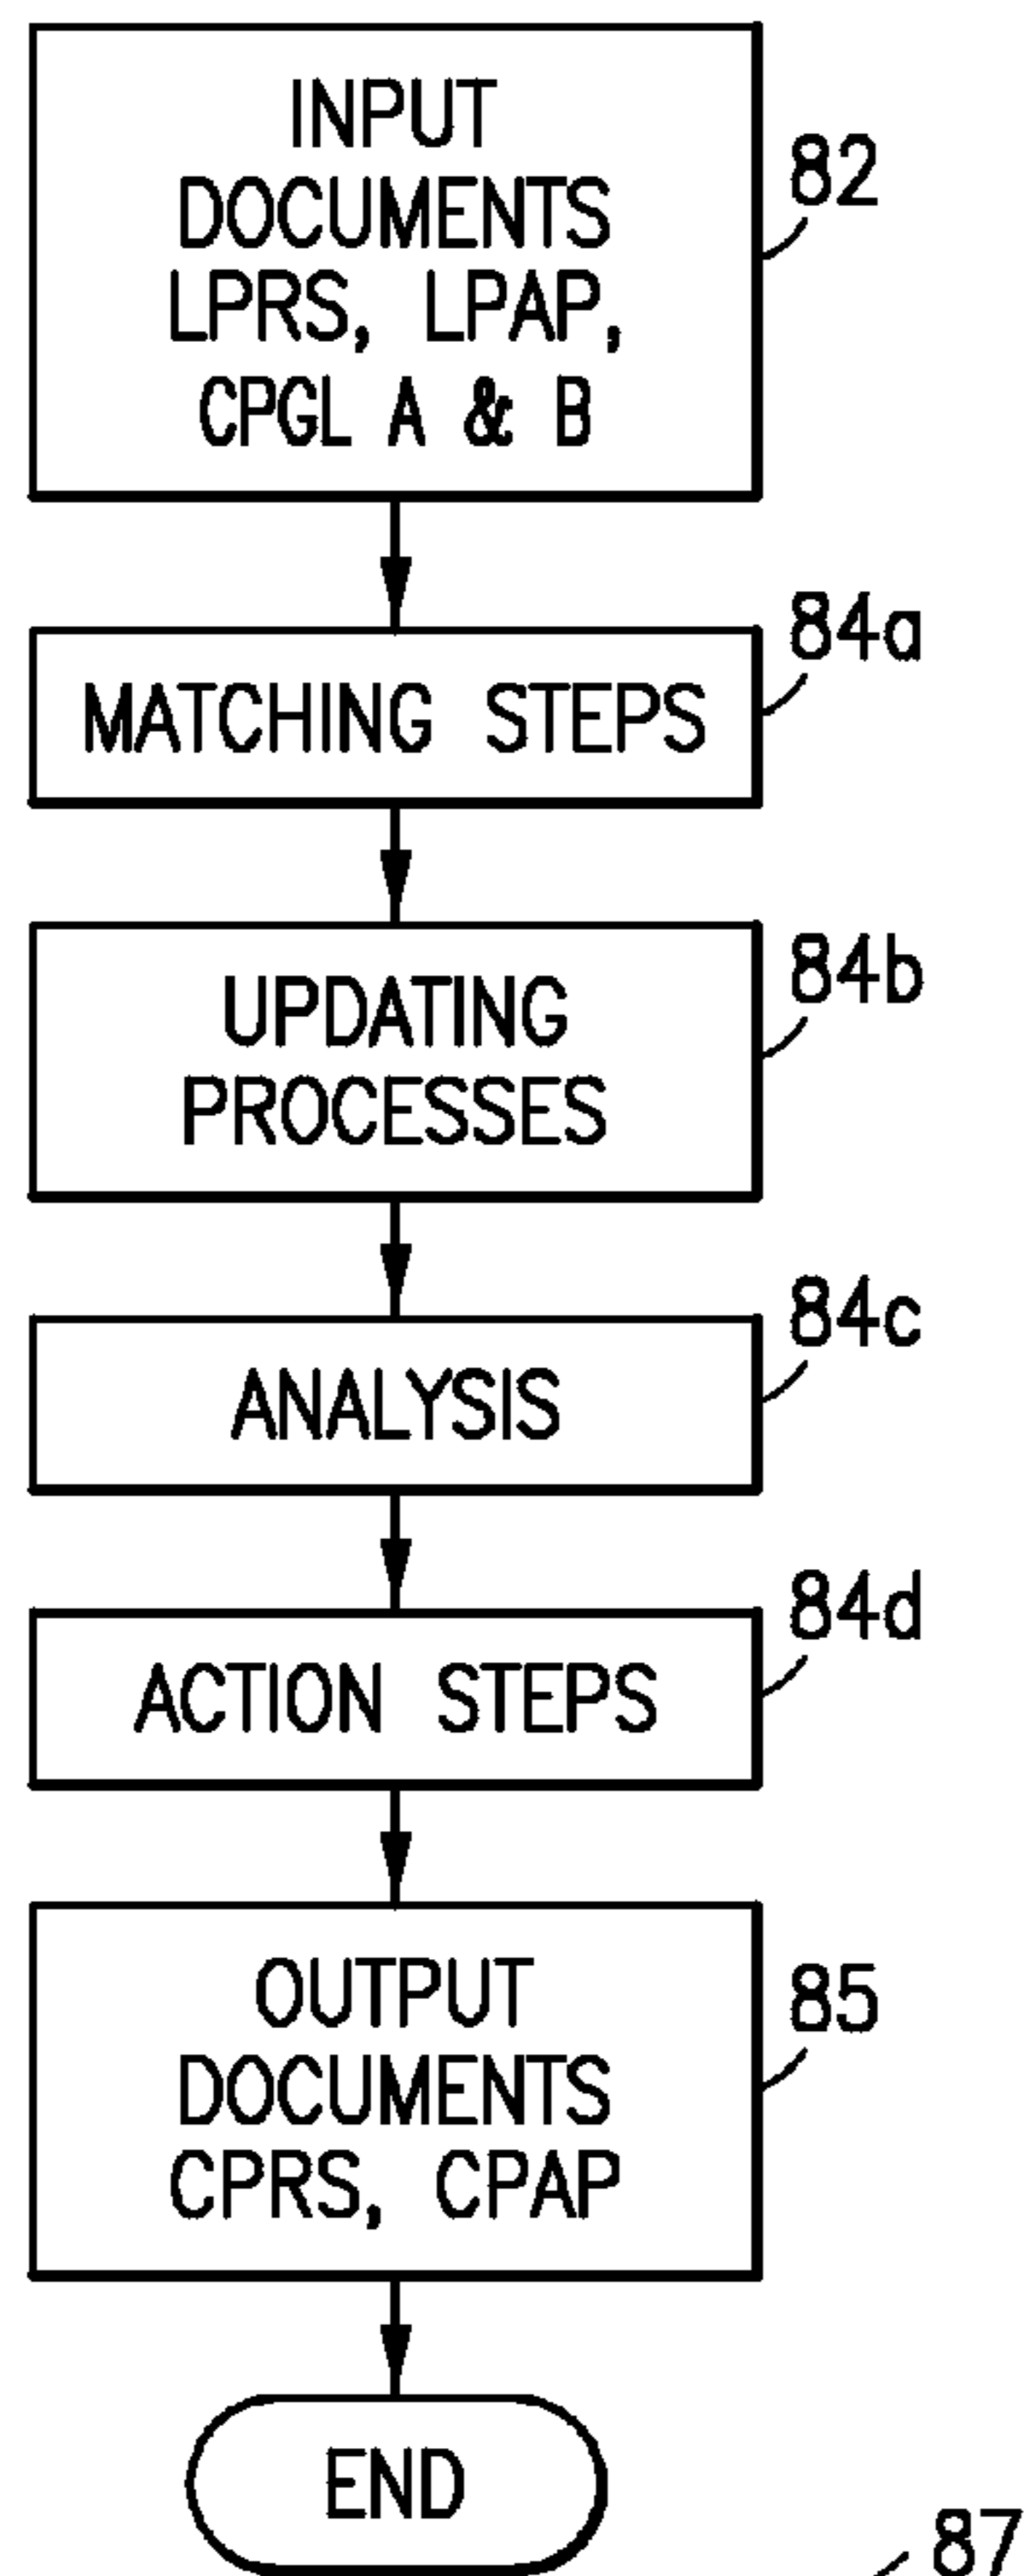 INPUT
DOCUMENTS
LPRS, LPAP,
CPGL A & B
82
MATCHING STEPS
84a
UPDATING
PROCESSES
84b
ANALYSIS
84c
ACTION STEPS
84d
OUTPUT
DOCUMENTS
CPRS, CPAP
85
END
87